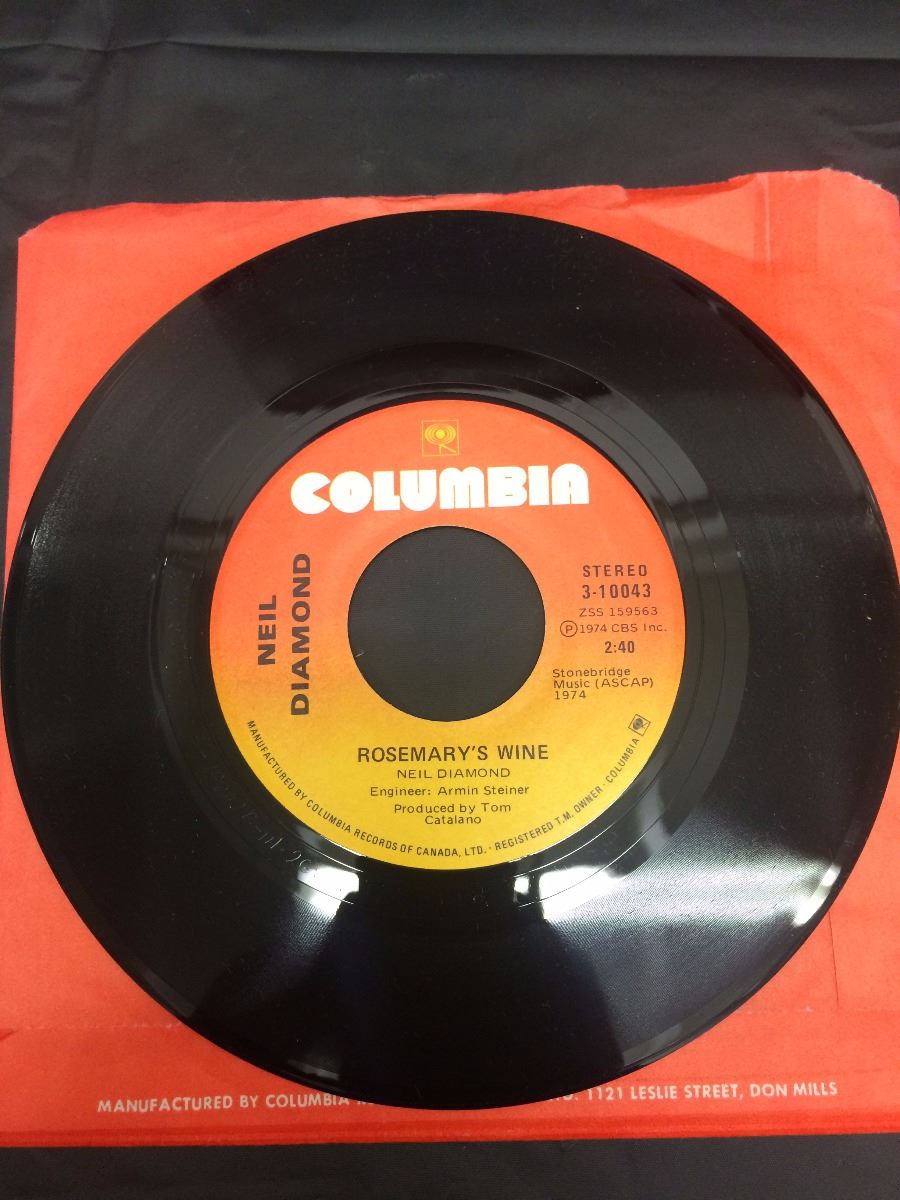 COLUMBIA
NEIL
DIAMOND
STEREO
3-10043
ZSS 159563
Ⓟ1974 CBS Inc.
2:40
Stonebridge
Music (ASCAP)
1974
ROSEMARY'S WINE
NEIL DIAMOND
Engineer: Armin Steiner
Produced by Tom
Catalano
MANUFACTURED BY COLUMBIA RECORDS OF CANADA, LTD. · REGISTERED T.M. OWNER · COLUMBIA
MANUFACTURED BY COLUMBIA 1121 LESLIE STREET, DON MILLS